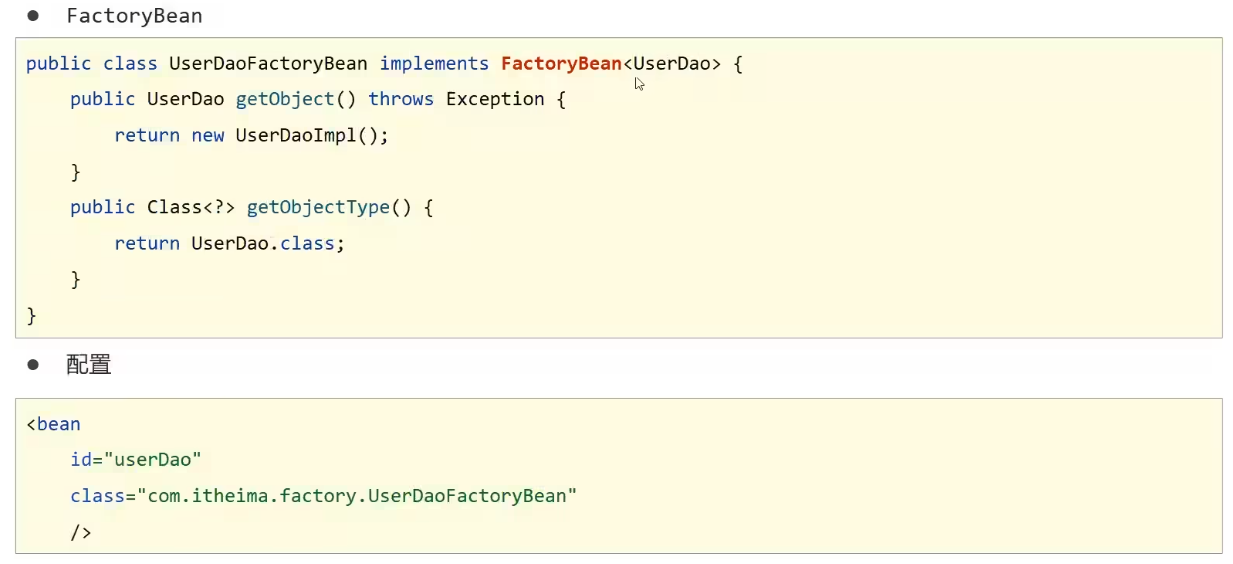 ● FactoryBean
public class UserDaoFactoryBean implements FactoryBean<UserDao> {
    public UserDao getObject() throws Exception {
        return new UserDaoImpl();
    }
    public Class<?> getObjectType() {
        return UserDao.class;
    }
}
● 配置
<bean
    id="userDao"
    class="com.itheima.factory.UserDaoFactoryBean"
    />